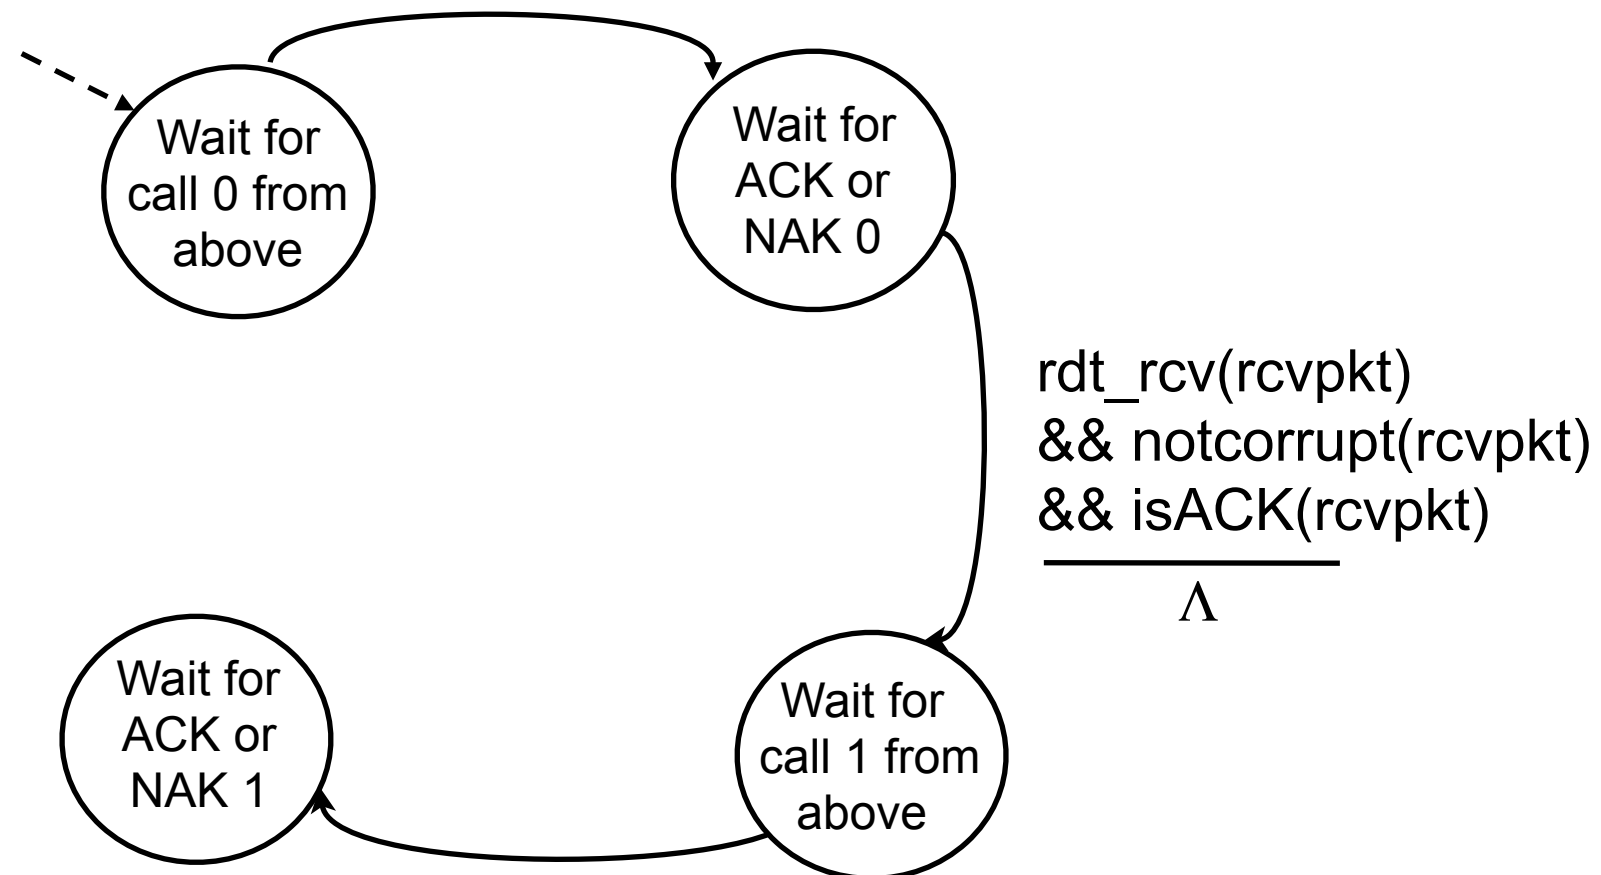 Wait for
call 0 from
above
Wait for
ACK or
NAK 0
rdt_rcv(rcvpkt)
&& notcorrupt(rcvpkt)
&& isACK(rcvpkt)
Λ
Wait for
ACK or
NAK 1
Wait for
call 1 from
above